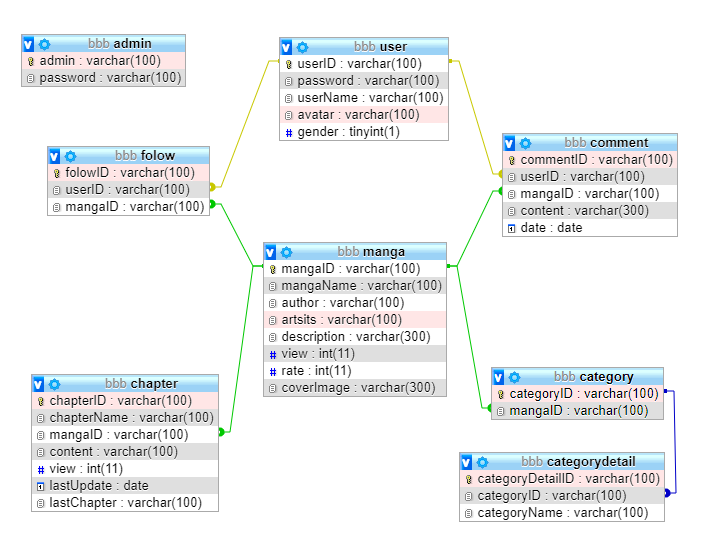 bbb admin
admin : varchar(100)
password : varchar(100)
bbb user
userID : varchar(100)
password : varchar(100)
userName : varchar(100)
avatar : varchar(100)
# gender : tinyint(1)
bbb folow
folowID : varchar(100)
userID : varchar(100)
mangaID : varchar(100)
bbb comment
commentID : varchar(100)
userID : varchar(100)
mangaID : varchar(100)
content : varchar(300)
date : date
bbb manga
mangaID : varchar(100)
mangaName : varchar(100)
author : varchar(100)
artsits : varchar(100)
description : varchar(300)
# view : int(11)
# rate : int(11)
coverImage : varchar(300)
bbb chapter
chapterID : varchar(100)
chapterName : varchar(100)
mangaID : varchar(100)
content : varchar(100)
# view : int(11)
lastUpdate : date
lastChapter : varchar(100)
bbb category
categoryID : varchar(100)
mangaID : varchar(100)
bbb categorydetail
categoryDetailID : varchar(100)
categoryID : varchar(100)
categoryName : varchar(100)